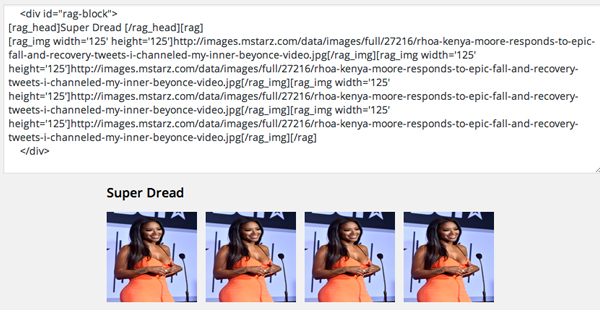 <div id="rag-block">
[rag_head]Super Dread [/rag_head][rag]
[rag_img width='125' height='125']http://images.mstarz.com/data/images/full/27216/rhoa-kenya-moore-responds-to-epic-
fall-and-recovery-tweets-i-channeled-my-inner-beyonce-video.jpg[/rag_img][rag_img width='125'
height='125']http://images.mstarz.com/data/images/full/27216/rhoa-kenya-moore-responds-to-epic-fall-and-recovery-
tweets-i-channeled-my-inner-beyonce-video.jpg[/rag_img][rag_img width='125'
height='125']http://images.mstarz.com/data/images/full/27216/rhoa-kenya-moore-responds-to-epic-fall-and-recovery-
tweets-i-channeled-my-inner-beyonce-video.jpg[/rag_img][rag_img width='125'
height='125']http://images.mstarz.com/data/images/full/27216/rhoa-kenya-moore-responds-to-epic-fall-and-recovery-
tweets-i-channeled-my-inner-beyonce-video.jpg[/rag_img][/rag]
</div>
Super Dread